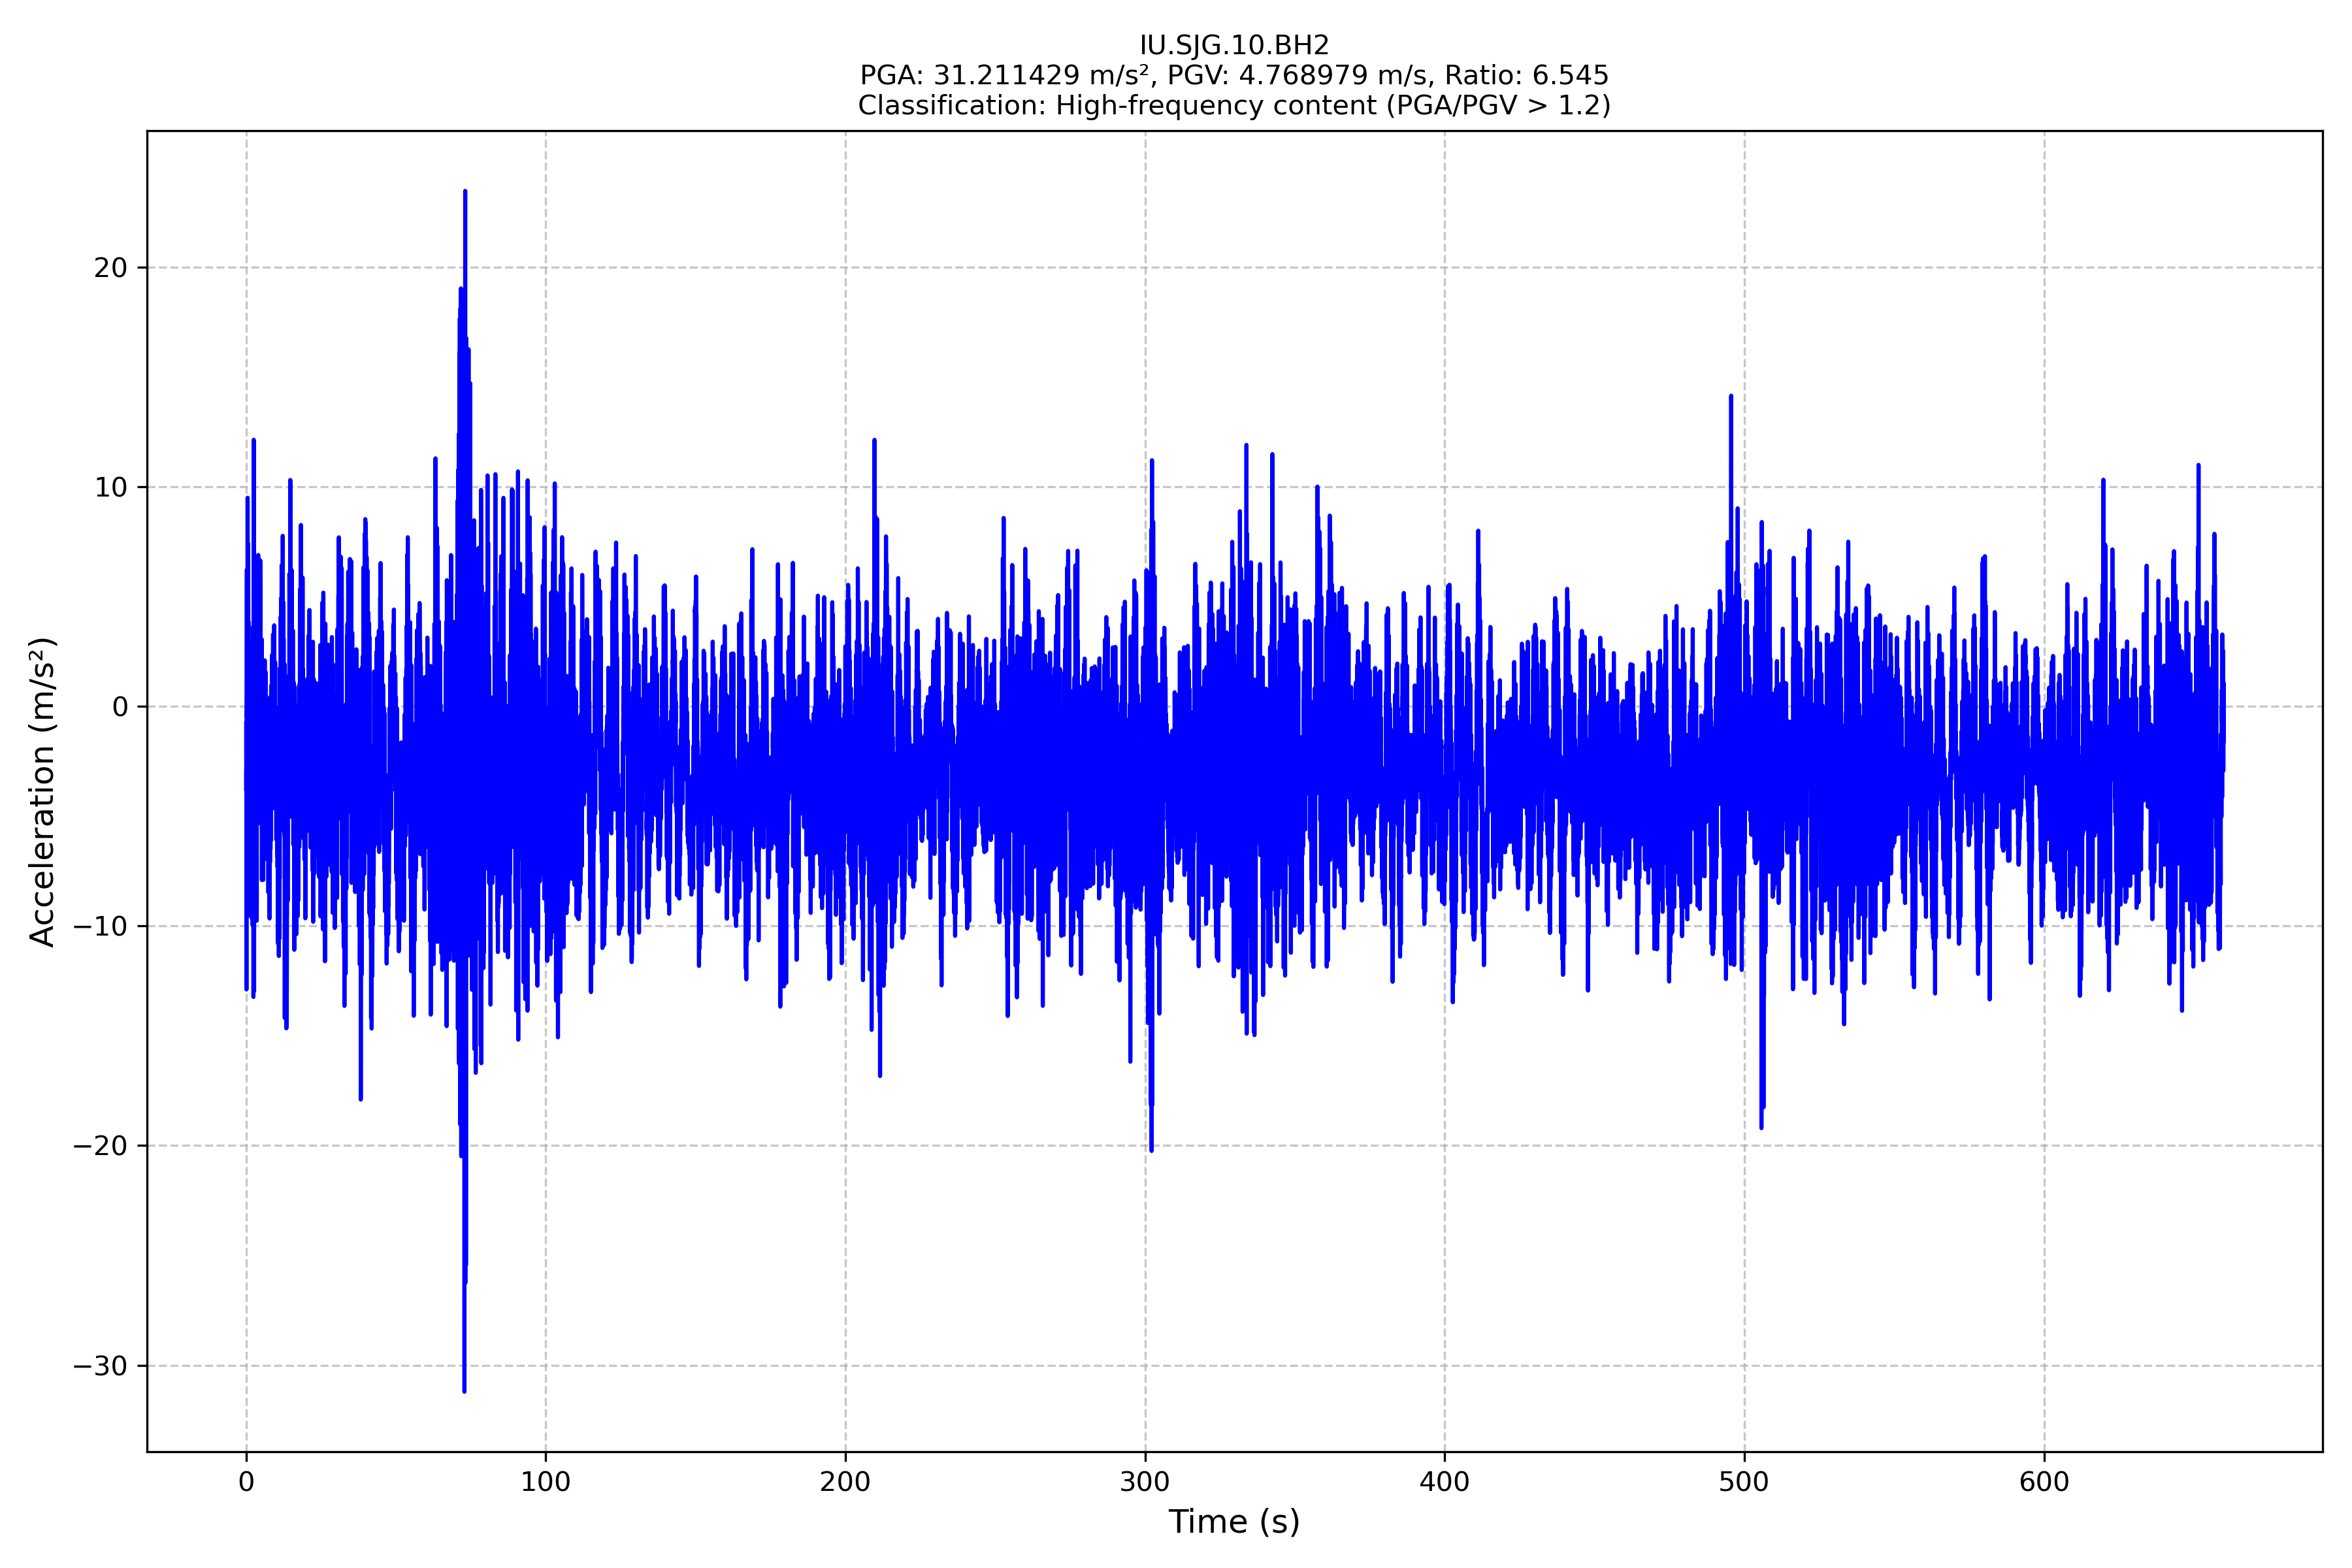 IU.SJG.10.BH2
PGA: 31.211429 m/s², PGV: 4.768979 m/s, Ratio: 6.545
Classification: High-frequency content (PGA/PGV > 1.2)
Acceleration (m/s²)
20
10
0
−10
−20
−30
0 100 200 300 400 500 600
Time (s)